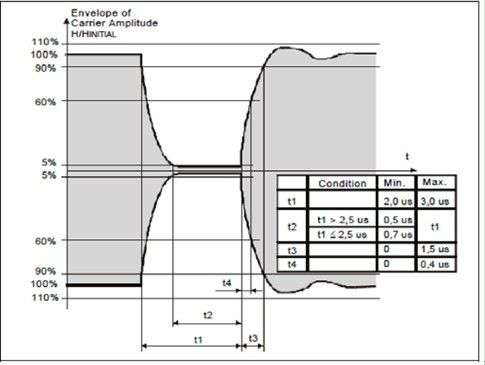 Envelope of
Carrier Amplitude
H/HINITIAL
110%
100%
90%
60%
5%
5%
60%
90%
100%
110%
t
t4
t2
t1
t3
Condition Min. Max.
t1 2,0 us 3,0 us
t2 t1 > 2,5 us 0,5 us t1
t1 ≤ 2,5 us 0,7 us
t3 0 1,5 us
t4 0 0,4 us